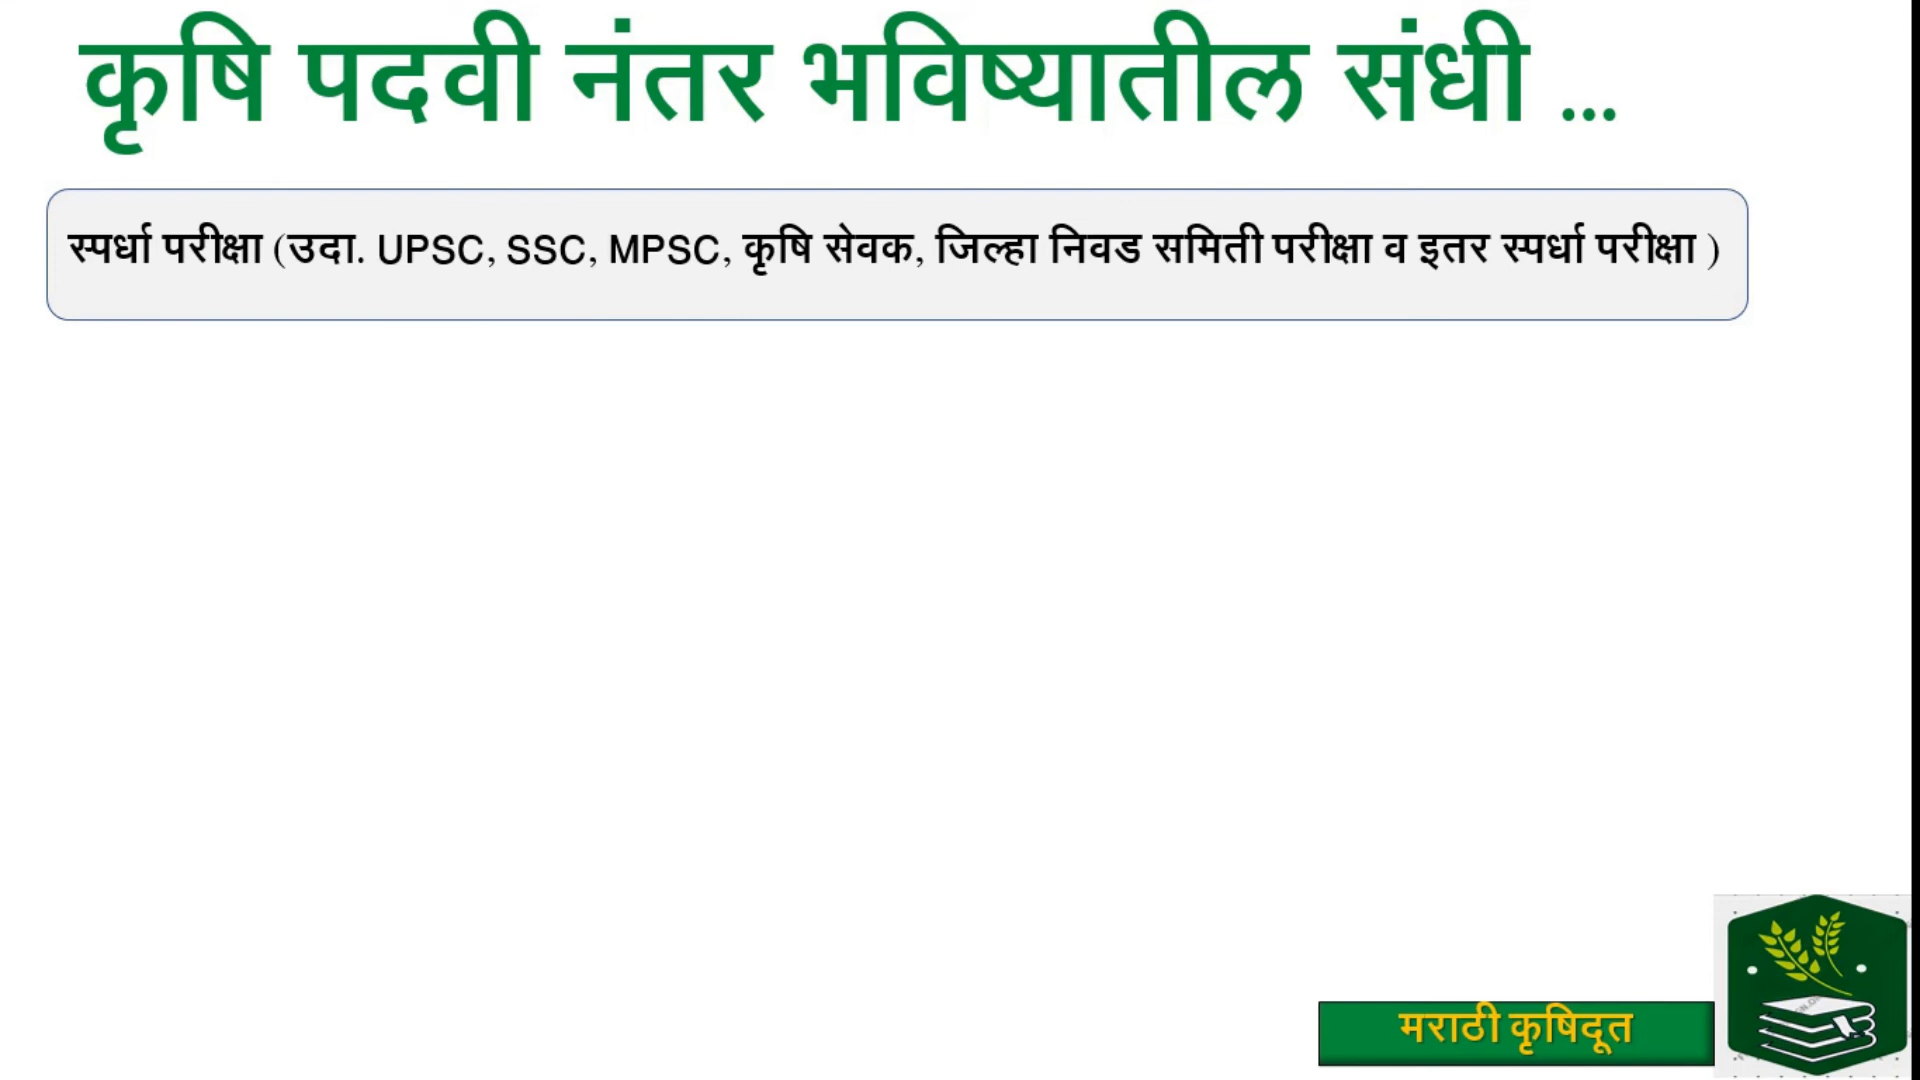 कृषि पदवी नंतर भविष्यातील संधी ...
स्पर्धा परीक्षा (उदा. UPSC, SSC, MPSC, कृषि सेवक, जिल्हा निवड समिती परीक्षा व इतर स्पर्धा परीक्षा )
मराठी कृषिदूत